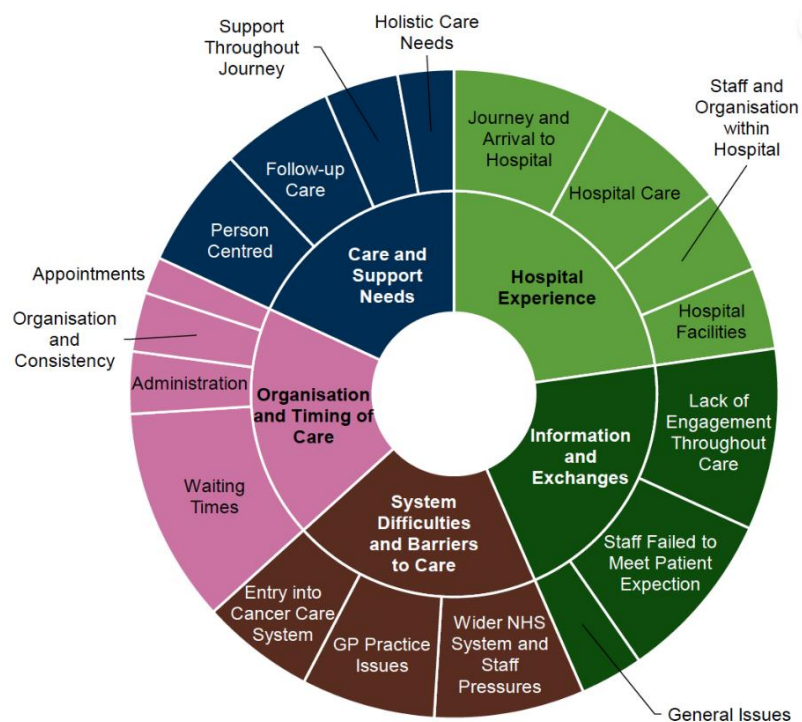 Support
Throughout
Journey
Holistic Care
Needs
Staff and
Organisation
within
Hospital
Journey and
Arrival to
Hospital
Hospital Care
Follow-up
Care
Person
Centred
Care and
Support
Needs
Hospital
Experience
Hospital
Facilities
Appointments
Organisation
and
Consistency
Administration
Organisation
and Timing of
Care
Waiting
Times
Information
and
Exchanges
Lack of
Engagement
Throughout
Care
System
Difficulties
and Barriers
to Care
Staff Failed to
Meet Patient
Expection
Entry into
Cancer Care
System
GP Practice
Issues
Wider NHS
System and
Staff
Pressures
General Issues